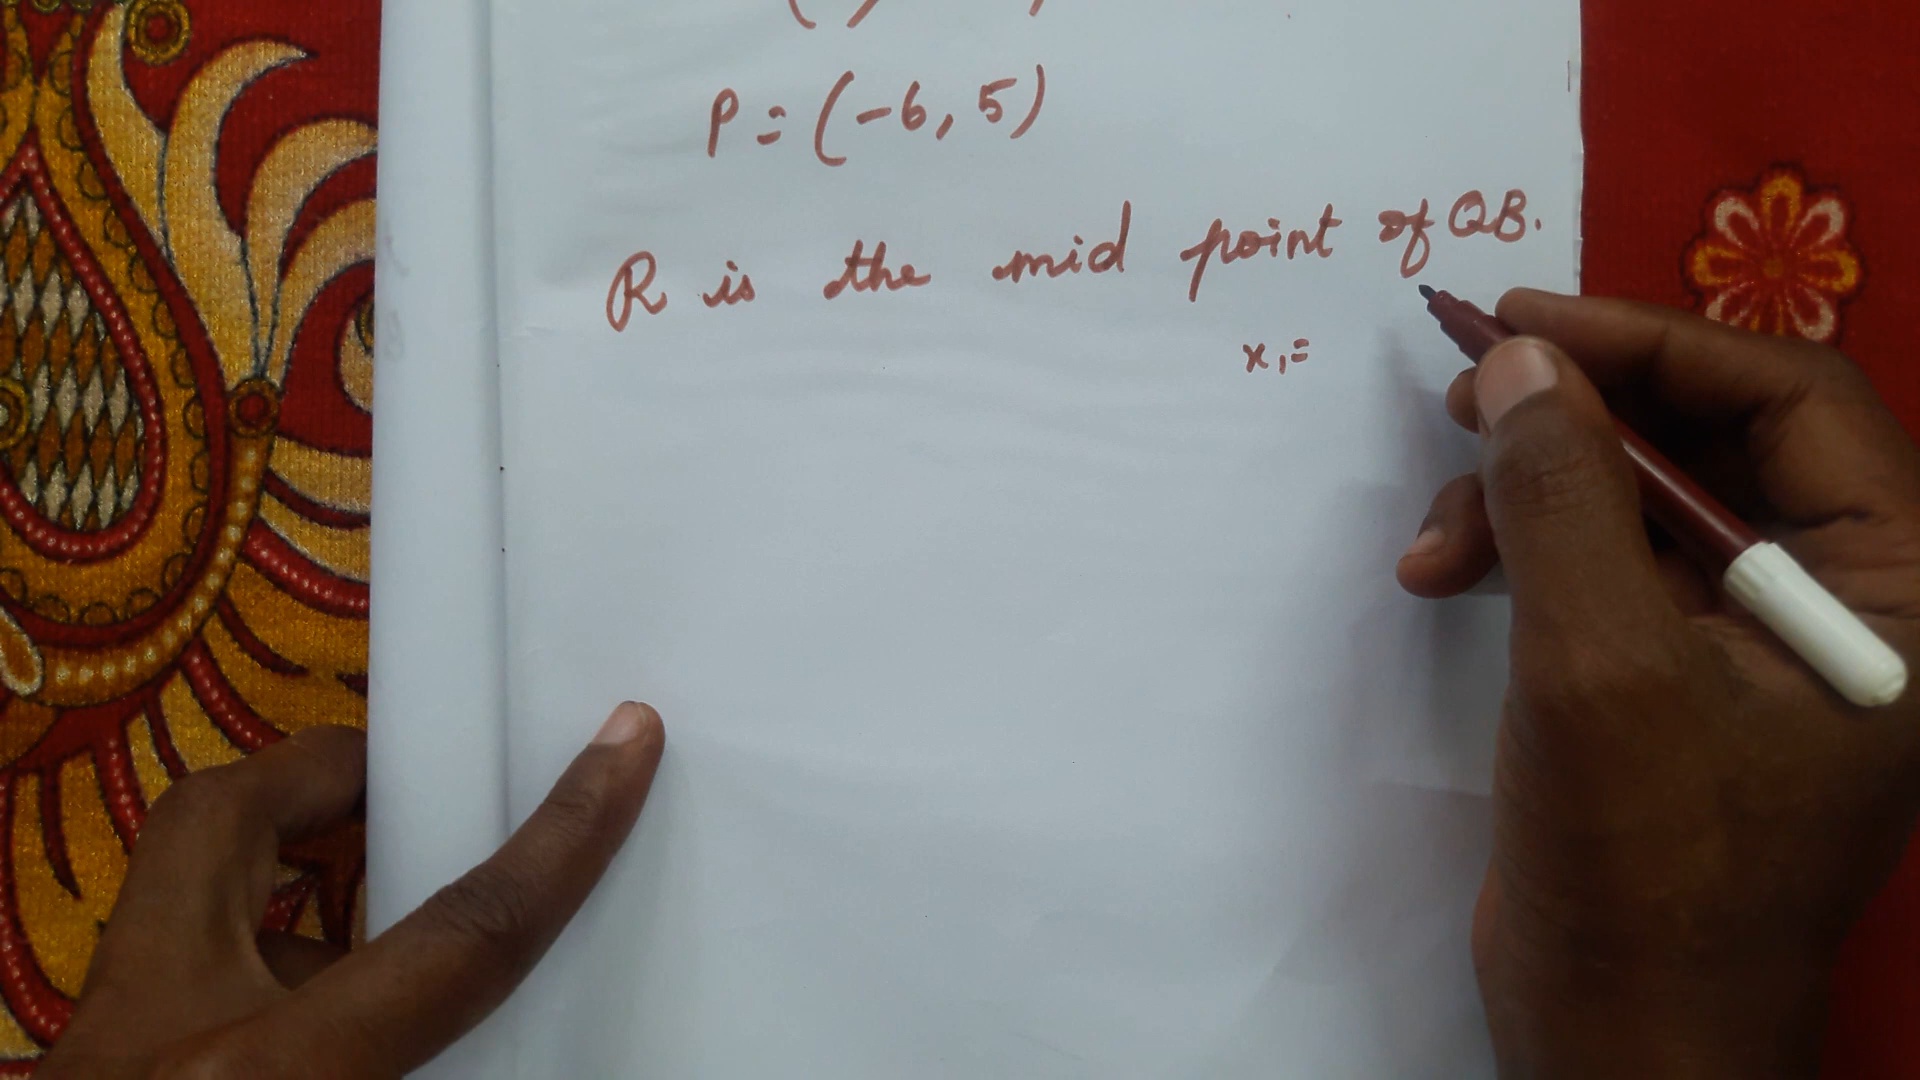 P = (-6, 5)
R is the mid point of QB.
x₁=